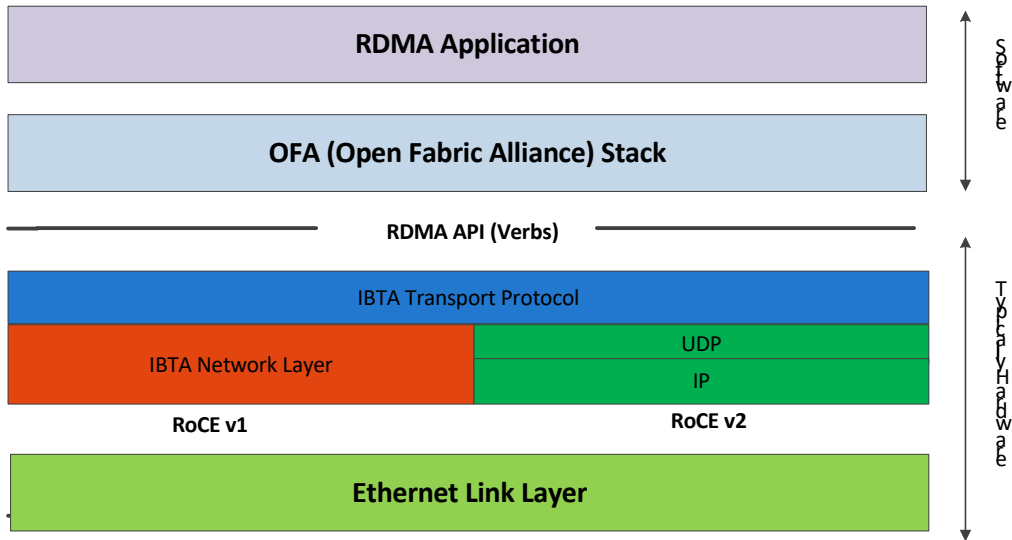 RDMA Application
Software
OFA (Open Fabric Alliance) Stack
RDMA API (Verbs)
IBTA Transport Protocol
Typically Hardware
IBTA Network Layer
UDP
IP
RoCE v1
RoCE v2
Ethernet Link Layer